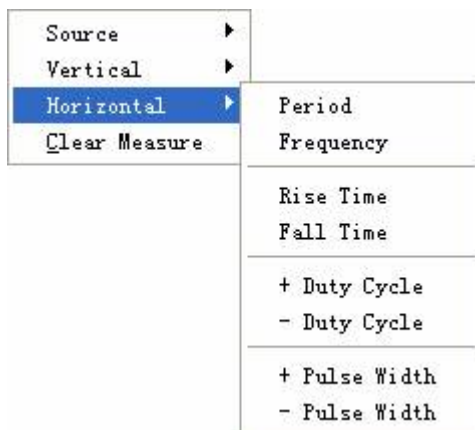 Source
Vertical
Horizontal
Clear Measure
Period
Frequency
Rise Time
Fall Time
+ Duty Cycle
- Duty Cycle
+ Pulse Width
- Pulse Width